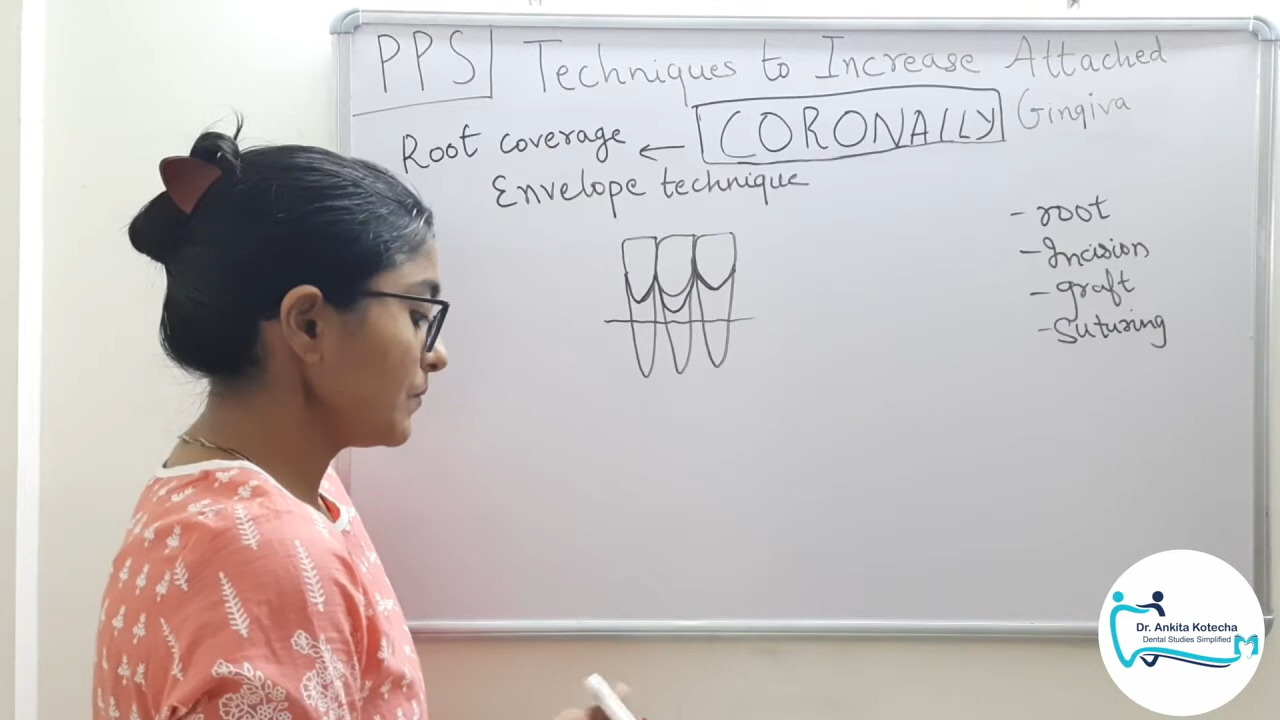 PPS Techniques to Increase Attached
CORONALLY Gingiva
Root coverage ←
Envelope technique
- root
- Incision
- graft
- Suturing
Dr. Ankita Kotecha
Dental Studies Simplified